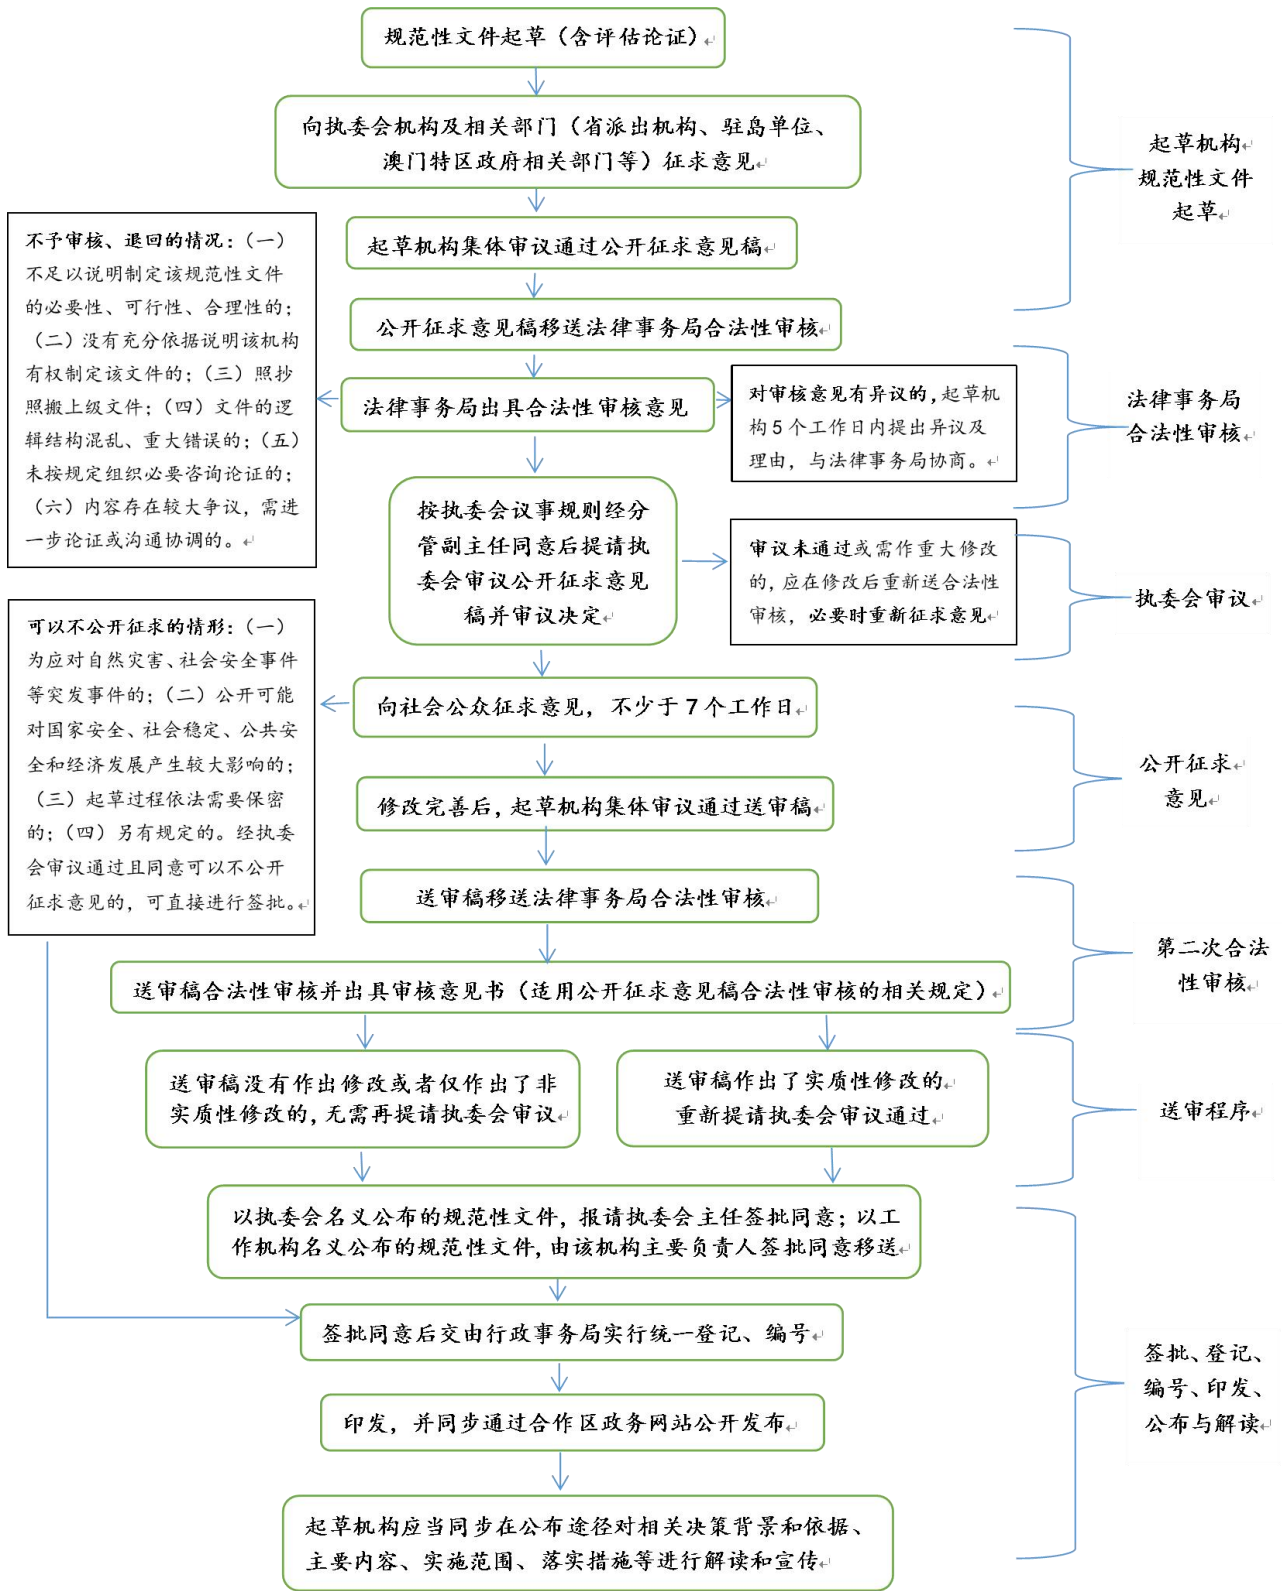 规范性文件起草（含评估论证）
向执委会机构及相关部门（省派出机构、驻岛单位、
澳门特区政府相关部门等）征求意见
起草机构集体审议通过公开征求意见稿
公开征求意见稿移送法律事务局合法性审核
起草机构
规范性文件
起草
不予审核、退回的情况：（一）
不足以说明制定该规范性文件
的必要性、可行性、合理性的；
（二）没有充分依据说明该机构
有权制定该文件的；（三）照抄
照搬上级文件；（四）文件的逻
辑结构混乱、重大错误的；（五）
未按规定组织必要咨询论证的；
（六）内容存在较大争议，需进
一步论证或沟通协调的。
法律事务局出具合法性审核意见
对审核意见有异议的，起草机
构 5 个工作日内提出异议及
理由，与法律事务局协商。
法律事务局
合法性审核
按执委会议事规则经分
管副主任同意后提请执
委会审议公开征求意见
稿并审议决定
审议未通过或需作重大修改
的，应在修改后重新送合法性
审核，必要时重新征求意见
执委会审议
可以不公开征求的情形：（一）
为应对自然灾害、社会安全事件
等突发事件的；（二）公开可能
对国家安全、社会稳定、公共安
全和经济发展产生较大影响的；
（三）起草过程依法需要保密
的；（四）另有规定的。经执委
会审议通过且同意可以不公开
征求意见的，可直接进行签批。
向社会公众征求意见，不少于 7 个工作日
修改完善后，起草机构集体审议通过送审稿
公开征求
意见
送审稿移送法律事务局合法性审核
送审稿合法性审核并出具审核意见书（适用公开征求意见稿合法性审核的相关规定）
第二次合法
性审核
送审稿没有作出修改或者仅作出了非
实质性修改的，无需再提请执委会审议
送审稿作出了实质性修改的
重新提请执委会审议通过
送审程序
以执委会名义公布的规范性文件，报请执委会主任签批同意；以工
作机构名义公布的规范性文件，由该机构主要负责人签批同意移送
签批同意后交由行政事务局实行统一登记、编号
印发，并同步通过合作区政务网站公开发布
起草机构应当同步在公布途径对相关决策背景和依据、
主要内容、实施范围、落实措施等进行解读和宣传
签批、登记、
编号、印发、
公布与解读